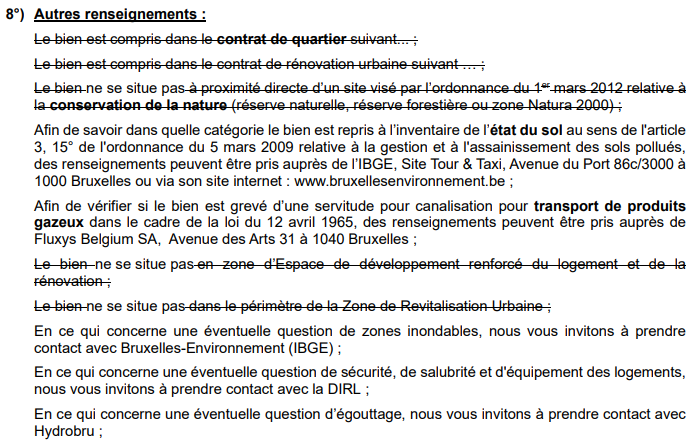 8°) Autres renseignements :
Le bien est compris dans le contrat de quartier suivant... ;
Le bien est compris dans le contrat de rénovation urbaine suivant … ;
Le bien ne se situe pas à proximité directe d'un site visé par l'ordonnance du 1er mars 2012 relative à
la conservation de la nature (réserve naturelle, réserve forestière ou zone Natura 2000) ;
Afin de savoir dans quelle catégorie le bien est repris à l'inventaire de l'état du sol au sens de l'article
3, 15° de l'ordonnance du 5 mars 2009 relative à la gestion et à l'assainissement des sols pollués,
des renseignements peuvent être pris auprès de l'IBGE, Site Tour & Taxi, Avenue du Port 86c/3000 à
1000 Bruxelles ou via son site internet : www.bruxellesenvironnement.be ;
Afin de vérifier si le bien est grevé d'une servitude pour canalisation pour transport de produits
gazeux dans le cadre de la loi du 12 avril 1965, des renseignements peuvent être pris auprès de
Fluxys Belgium SA, Avenue des Arts 31 à 1040 Bruxelles ;
Le bien ne se situe pas en zone d'Espace de développement renforcé du logement et de la
rénovation ;
Le bien ne se situe pas dans le périmètre de la Zone de Revitalisation Urbaine ;
En ce qui concerne une éventuelle question de zones inondables, nous vous invitons à prendre
contact avec Bruxelles-Environnement (IBGE) ;
En ce qui concerne une éventuelle question de sécurité, de salubrité et d'équipement des logements,
nous vous invitons à prendre contact avec la DIRL ;
En ce qui concerne une éventuelle question d'égouttage, nous vous invitons à prendre contact avec
Hydrobru ;